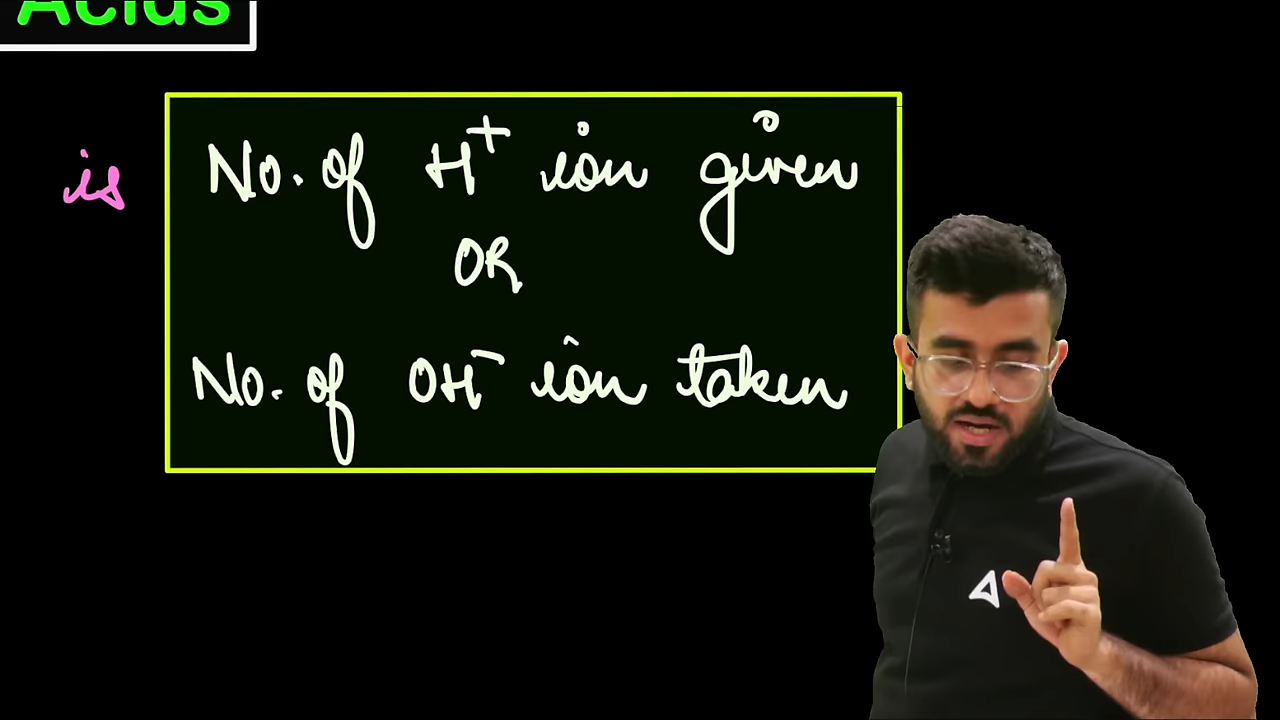 Acids
is
No. of H⁺ ion given
OR
No. of OH⁻ ion taken